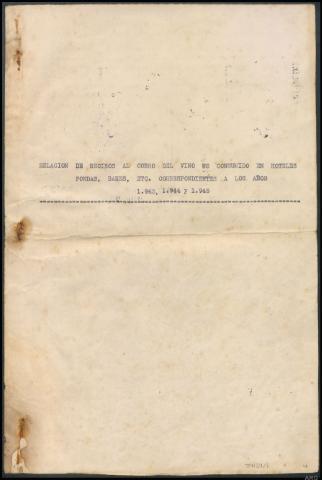 RELACION DE RECIBOS AL COBRO DEL VINO CONSUMIDO EN HOTELES
FONDAS, BARES, ETC. CORRESPONDIENTES A LOS AÑOS
1.943, 1.944 y 1.945